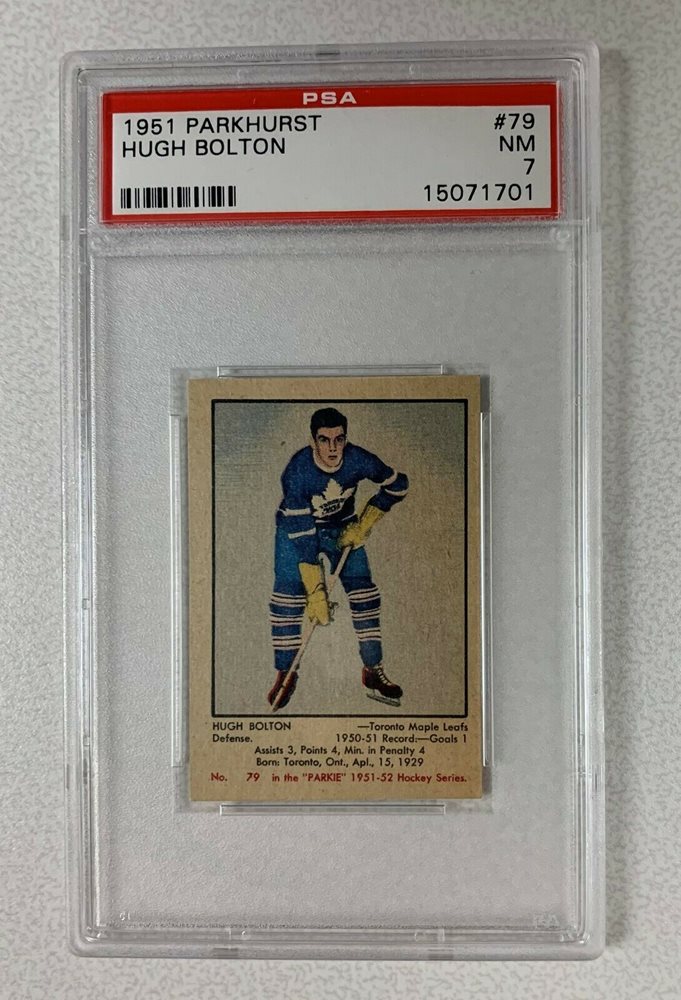 PSA
1951 PARKHURST #79
HUGH BOLTON NM
7
15071701
HUGH BOLTON —Toronto Maple Leafs
Defense. 1950-51 Record:—Goals 1
Assists 3, Points 4, Min. in Penalty 4
Born: Toronto, Ont., Apl., 15, 1929
No. 79 in the "PARKIE" 1951-52 Hockey Series.